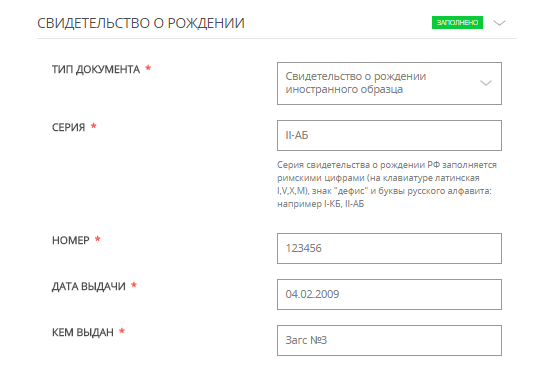 СВИДЕТЕЛЬСТВО О РОЖДЕНИИ ЗАПОЛНЕНО
ТИП ДОКУМЕНТА *
Свидетельство о рождении
иностранного образца
СЕРИЯ *
II-АБ
Серия свидетельства о рождении РФ заполняется
римскими цифрами (на клавиатуре латинская
I,V,X,M), знак "дефис" и буквы русского алфавита:
например I-КБ, II-АБ
НОМЕР *
123456
ДАТА ВЫДАЧИ *
04.02.2009
КЕМ ВЫДАН *
Загс №3